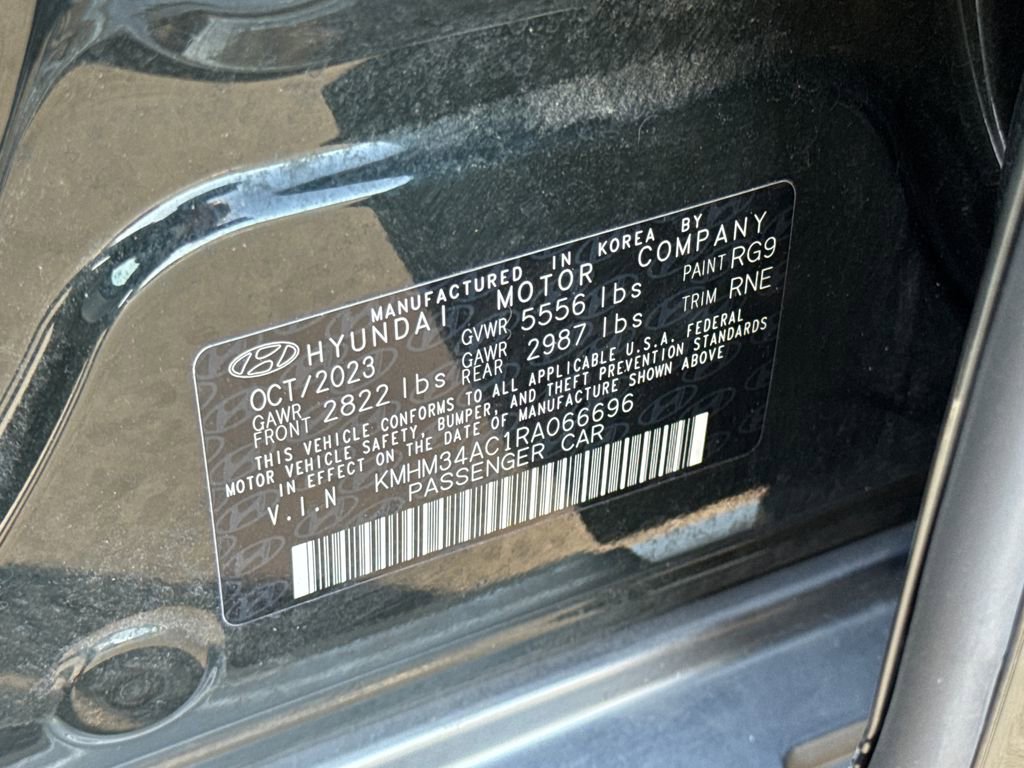 MANUFACTURED IN KOREA BY
HYUNDAI MOTOR COMPANY
OCT/2023 GVWR 5556 lbs PAINT RG9
GAWR FRONT 2822 lbs GAWR REAR 2987 lbs TRIM RNE
THIS VEHICLE CONFORMS TO ALL APPLICABLE U.S.A. FEDERAL
MOTOR VEHICLE SAFETY, BUMPER, AND THEFT PREVENTION STANDARDS
IN EFFECT ON THE DATE OF MANUFACTURE SHOWN ABOVE
V.I.N KMHM34AC1RA066696
PASSENGER CAR